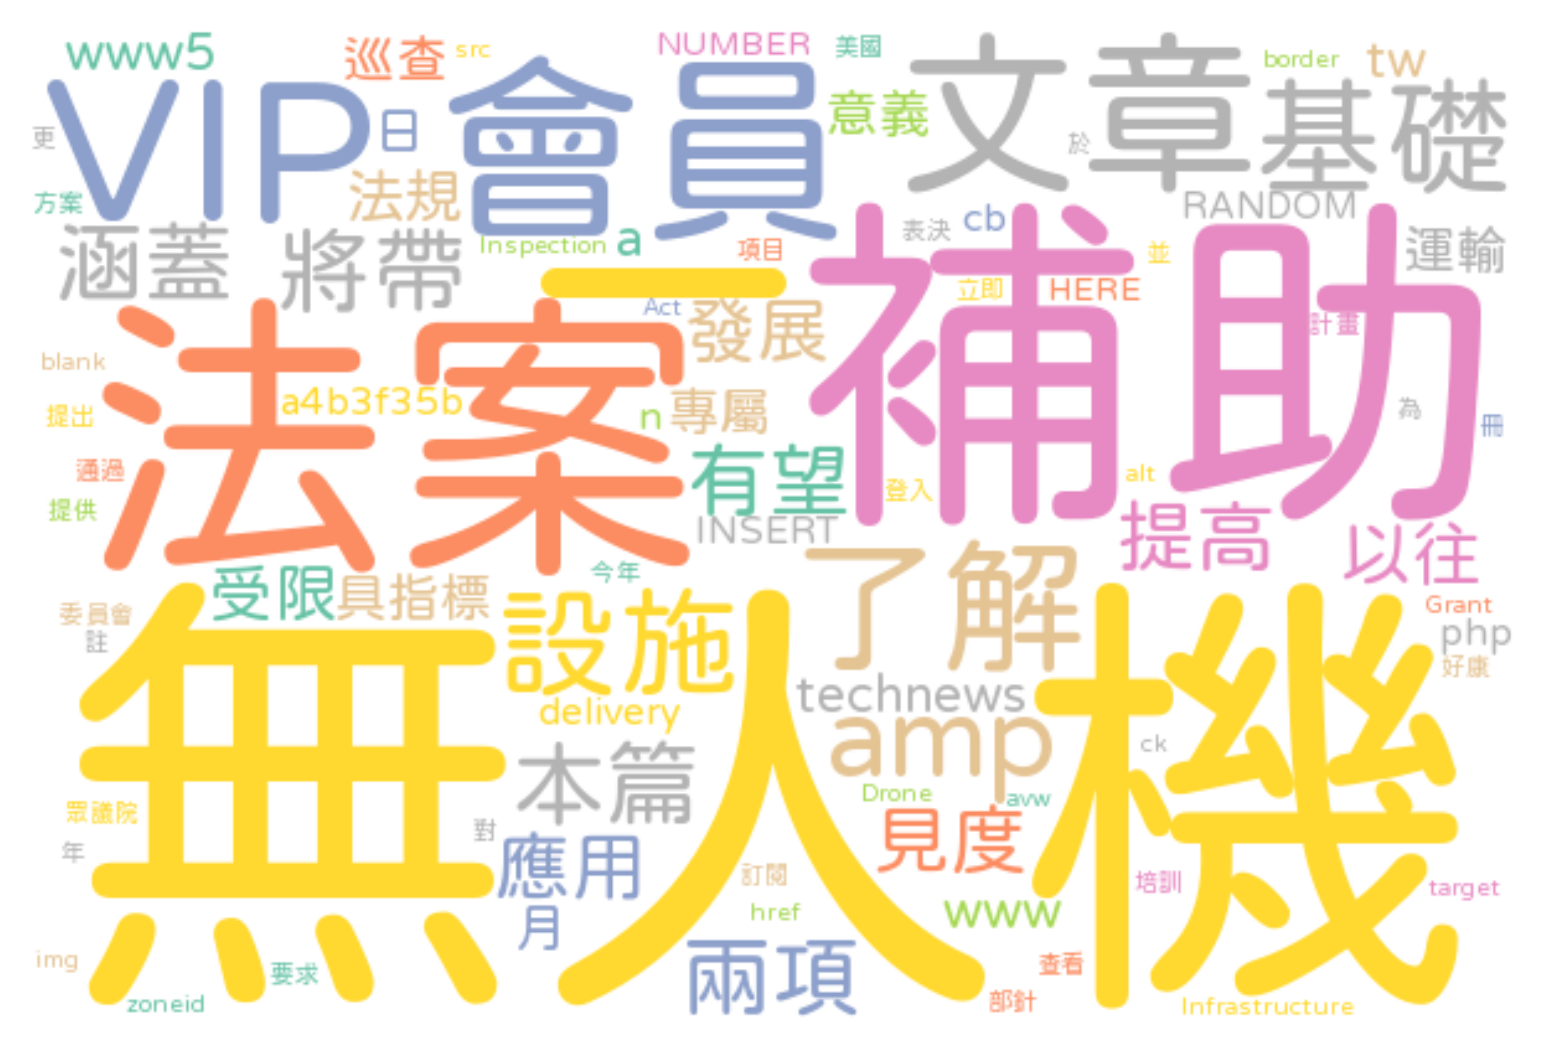 www5
巡查
src
NUMBER
美國
border
tw
VIP
日
會員
意義
文章
基礎
更
於
方案
法規
RANDOM
涵蓋
將帶
Inspection
a
項目
表決
cb
並
運輸
一
補助
立即
HERE
Act
發展
計畫
法案
blank
a4b3f35b
n
專屬
為
冊
提出
通過
有望
登入
alt
提供
INSERT
提高
以往
受限
具指標
今年
了解
委員會
註
設施
Grant
php
好康
無人機
delivery
technews
amp
ck
本篇
Drone
avw
眾議院
年
對
應用
見度
訂閱
培訓
target
月
href
www
img
要求
兩項
查看
zoneid
部針
Infrastructure